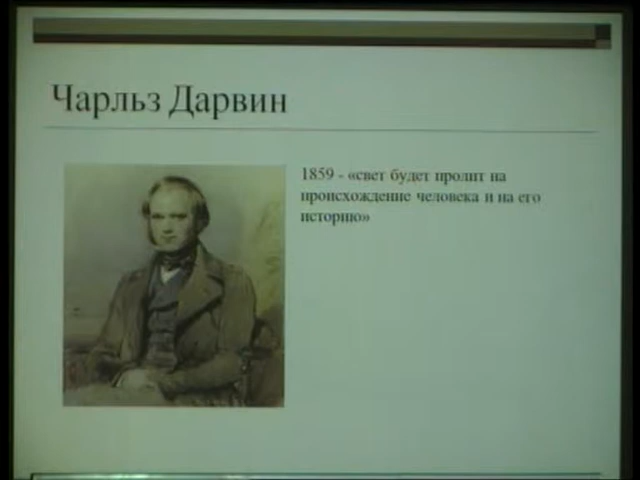 Чарльз Дарвин
1859 - «свет будет пролит на
происхождение человека и на его
историю»